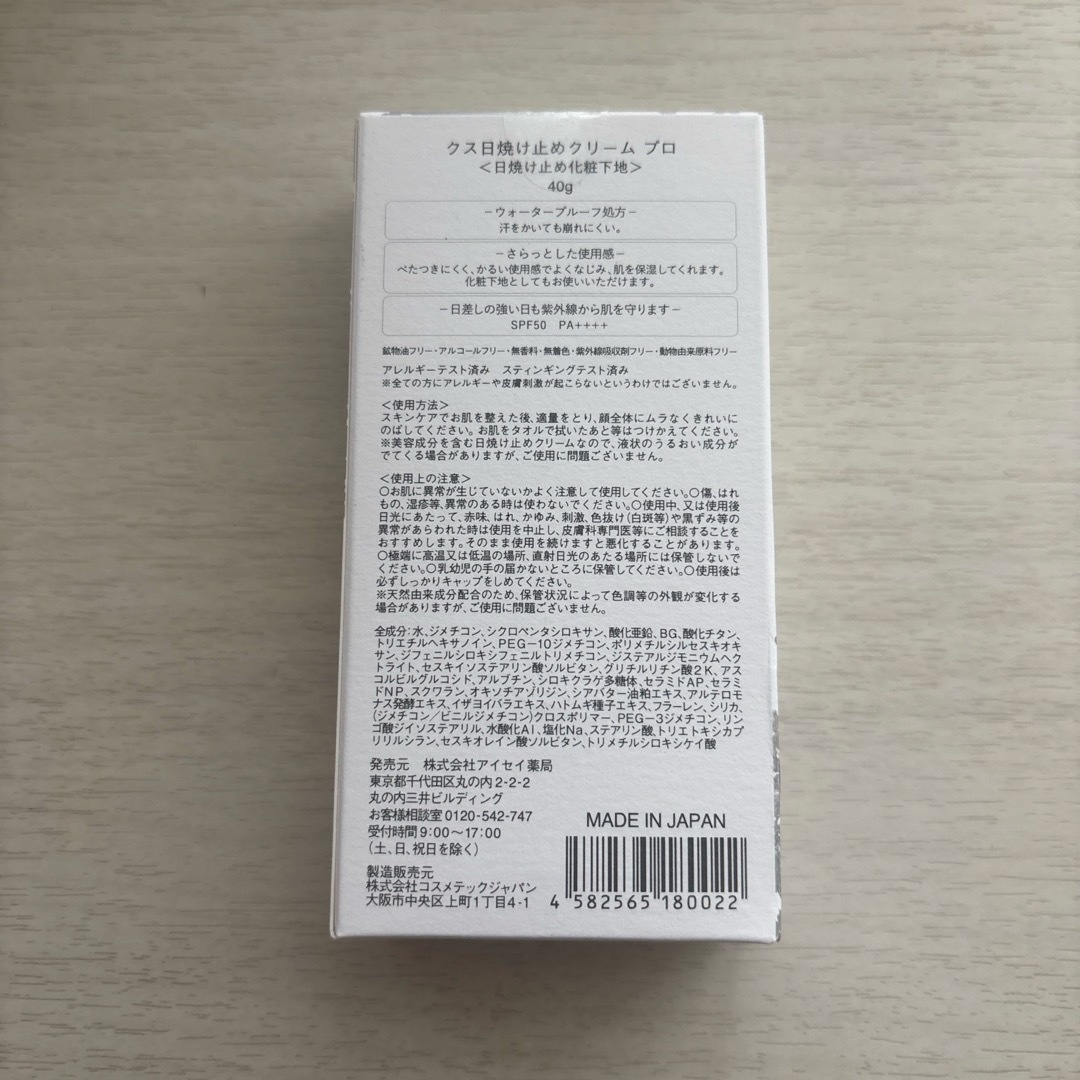 クス日焼け止めクリーム プロ
＜日焼け止め化粧下地＞
40g
−ウォータープルーフ処方−
汗をかいても崩れにくい。
−さらっとした使用感−
べたつきにくく、かるい使用感でよくなじみ、肌を保湿してくれます。
化粧下地としてもお使いいただけます。
−日差しの強い日も紫外線から肌を守ります−
SPF50 PA++++
鉱物油フリー・アルコールフリー・無香料・無着色・紫外線吸収剤フリー・動物由来原料フリー
アレルギーテスト済み スティンギングテスト済み
※全ての方にアレルギーや皮膚刺激が起こらないというわけではございません。
＜使用方法＞
スキンケアでお肌を整えた後、適量をとり、顔全体にムラなくきれいに
のばしてください。お肌をタオルで拭いたあと等はつけかえてください。
※美容成分を含む日焼け止めクリームなので、液状のうるおい成分が
でてくる場合がありますが、ご使用に問題ございません。
＜使用上の注意＞
○お肌に異常が生じていないかよく注意して使用してください。○傷、はれ
もの、湿疹等、異常のある時は使わないでください。○使用中、又は使用後
日光にあたって、赤味、はれ、かゆみ、刺激、色抜け(白斑等)や黒ずみ等の
異常があらわれた時は使用を中止し、皮膚科専門医等にご相談することを
おすすめします。そのまま使用を続けますと悪化することがあります。
○極端に高温又は低温の場所、直射日光のあたる場所には保管しないで
ください。○乳幼児の手の届かないところに保管してください。○使用後は
必ずしっかりキャップをしめてください。
※天然由来成分配合のため、保管状況によって色調等の外観が変化する
場合がありますが、ご使用に問題ございません。
全成分:水、ジメチコン、シクロペンタシロキサン、酸化亜鉛、BG、酸化チタン、
トリエチルヘキサノイン、PEG−10ジメチコン、ポリメチルシルセスキオキ
サン、ジフェニルシロキシフェニルトリメチコン、ジステアルジモニウムヘクト
ライト、セスキイソステアリン酸ソルビタン、グリチルリチン酸2K、アス
コルビルグルコシド、アルブチン、シロキクラゲ多糖体、セラミドAP、セラミ
ドNP、スクワラン、オキソチアゾリジン、シアバター油粕エキス、アルテロモ
ナス発酵エキス、イザヨイバラエキス、ハトムギ種子エキス、フラーレン、シリカ、
(ジメチコン／ビニルジメチコン)クロスポリマー、PEG−3ジメチコン、リン
ゴ酸ジイソステアリル、水酸化Al、塩化Na、ステアリン酸、トリエトキシカプ
リリルシラン、セスキオレイン酸ソルビタン、トリメチルシロキシケイ酸
発売元 株式会社アイセイ薬局
東京都千代田区丸の内2-2-2
丸の内三井ビルディング
お客様相談室0120-542-747
受付時間9:00〜17:00
(土、日、祝日を除く)
製造販売元
株式会社コスメテックジャパン
大阪市中央区上町1丁目4-1
MADE IN JAPAN
4 582565 180022